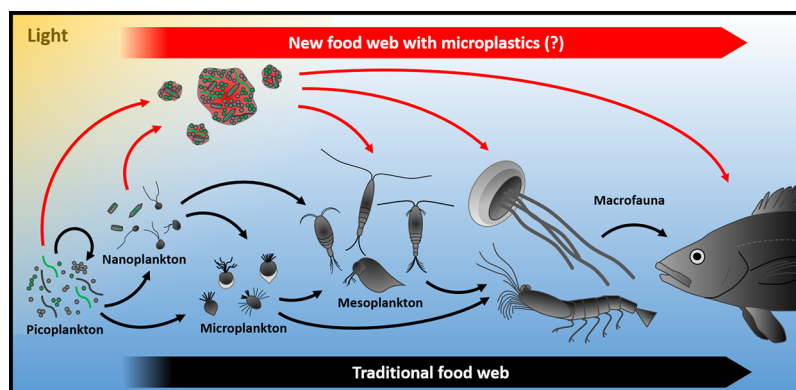 Light
New food web with microplastics (?)
Macrofauna
Nanoplankton
Mesoplankton
Picoplankton
Microplankton
Traditional food web